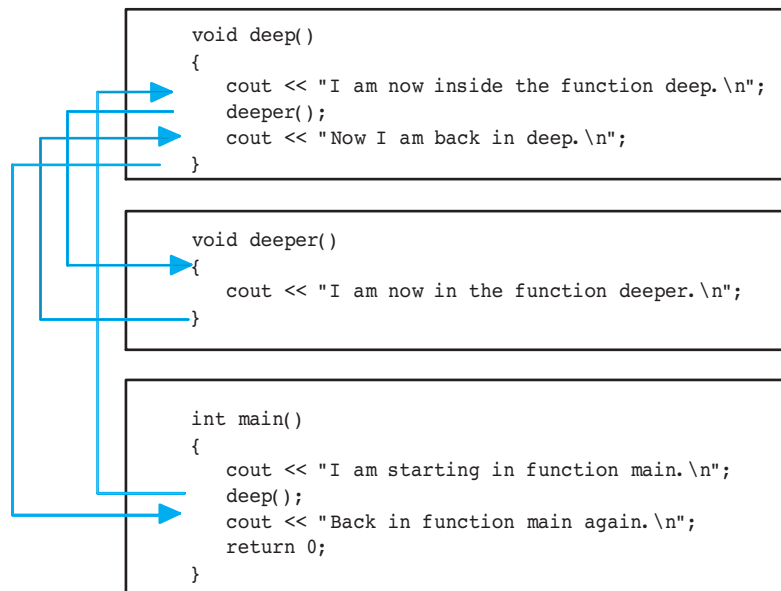 void deep()
{
cout << "I am now inside the function deep.\n";
deeper();
cout << "Now I am back in deep.\n";
}
void deeper()
{
cout << "I am now in the function deeper.\n";
}
int main()
{
cout << "I am starting in function main.\n";
deep();
cout << "Back in function main again.\n";
return 0;
}